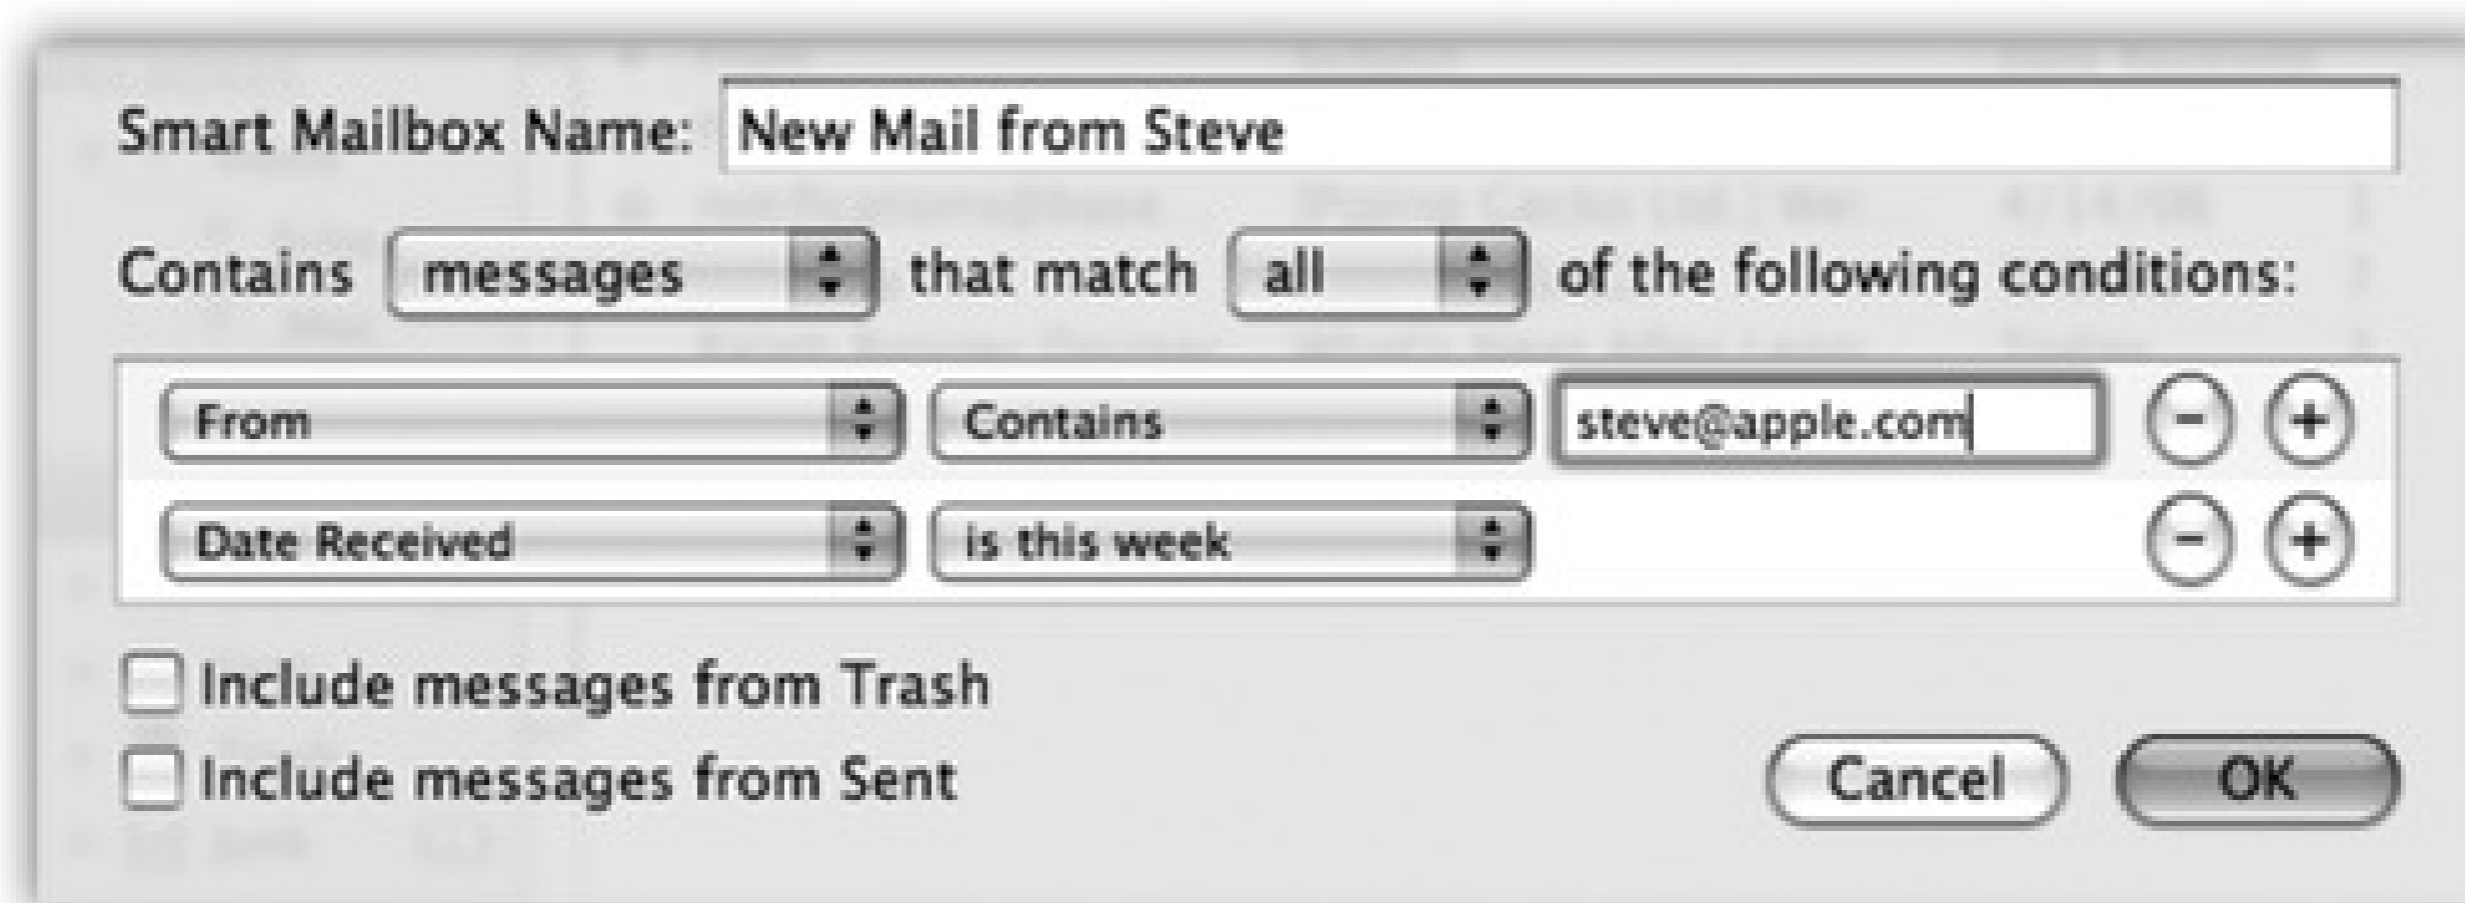 Smart Mailbox Name: New Mail from Steve
Contains messages that match all of the following conditions:
From Contains steve@apple.com - +
Date Received is this week - +
Include messages from Trash
Include messages from Sent
Cancel OK